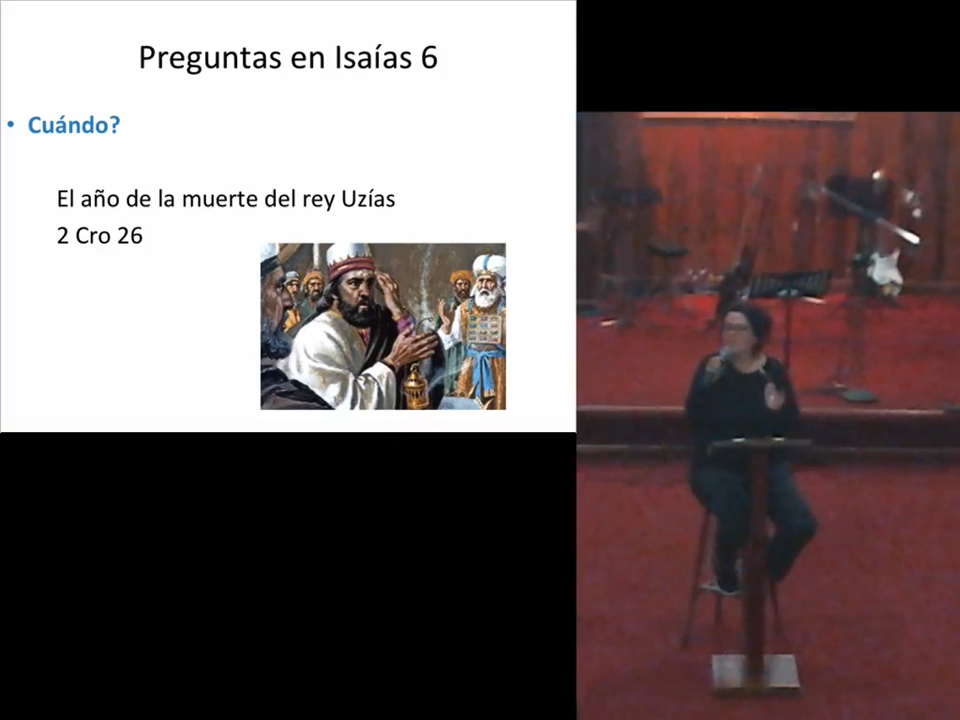 Preguntas en Isaías 6
• Cuándo?
El año de la muerte del rey Uzías
2 Cro 26